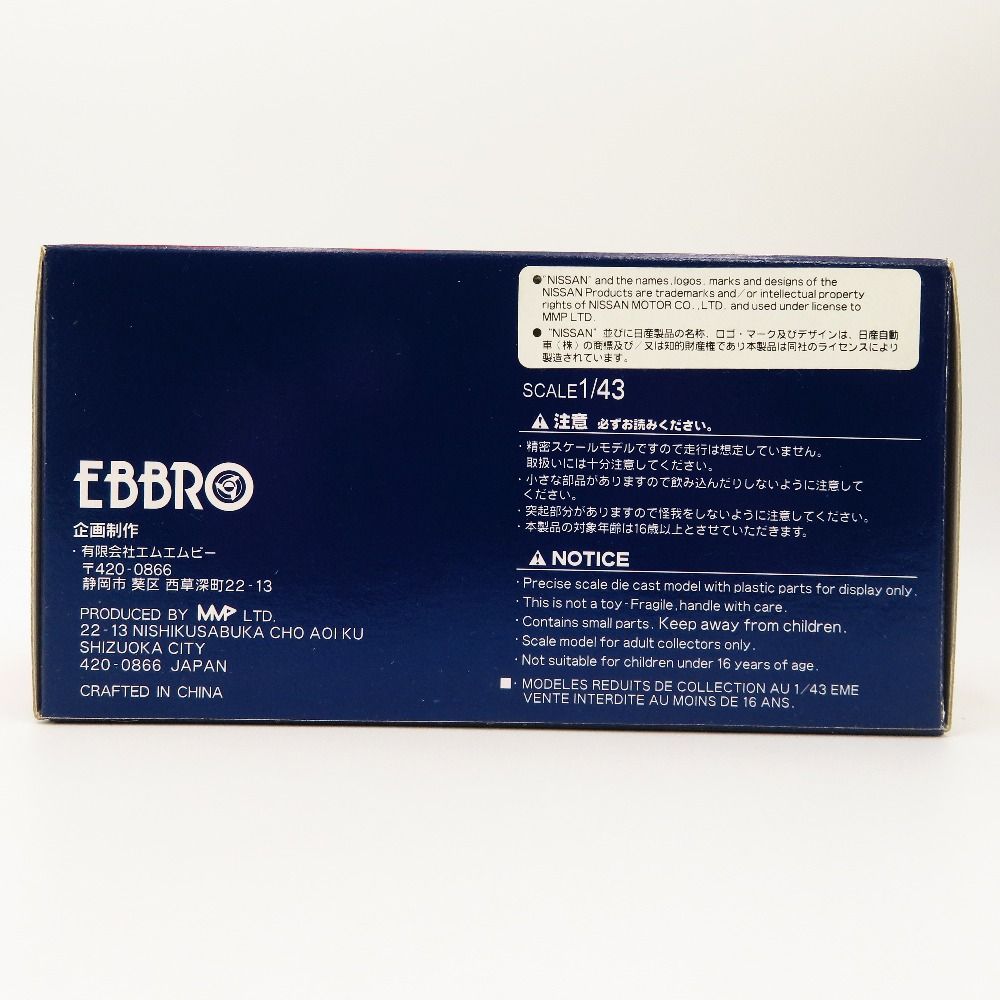 EBBRO
企画制作
・有限会社エムエムピー
〒420-0866
静岡市 葵区 西草深町22-13
PRODUCED BY MMP LTD.
22-13 NISHIKUSABUKA CHO AOI KU
SHIZUOKA CITY
420-0866 JAPAN
CRAFTED IN CHINA
●"NISSAN" and the names, logos, marks and designs of the
NISSAN Products are trademarks and/or intellectual property
rights of NISSAN MOTOR CO.,LTD. and used under license to
MMP LTD.
● "NISSAN" 並びに日産製品の名称、ロゴ・マーク及びデザインは、日産自動
車(株)の商標及び/又は知的財産権であり本製品は同社のライセンスにより
製造されています。
SCALE1/43
⚠ 注意 必ずお読みください。
・精密スケールモデルですので走行は想定していません。
取扱いには十分注意してください。
・小さな部品がありますので飲み込んだりしないように注意して
ください。
・突起部分がありますので怪我をしないように注意してください。
・本製品の対象年齢は16歳以上とさせていただきます。
⚠ NOTICE
・Precise scale die cast model with plastic parts for display only.
・This is not a toy-Fragile,handle with care.
・Contains small parts. Keep away from children.
・Scale model for adult collectors only.
・Not suitable for children under 16 years of age.
■・MODELES REDUITS DE COLLECTION AU 1/43 EME
VENTE INTERDITE AU MOINS DE 16 ANS.